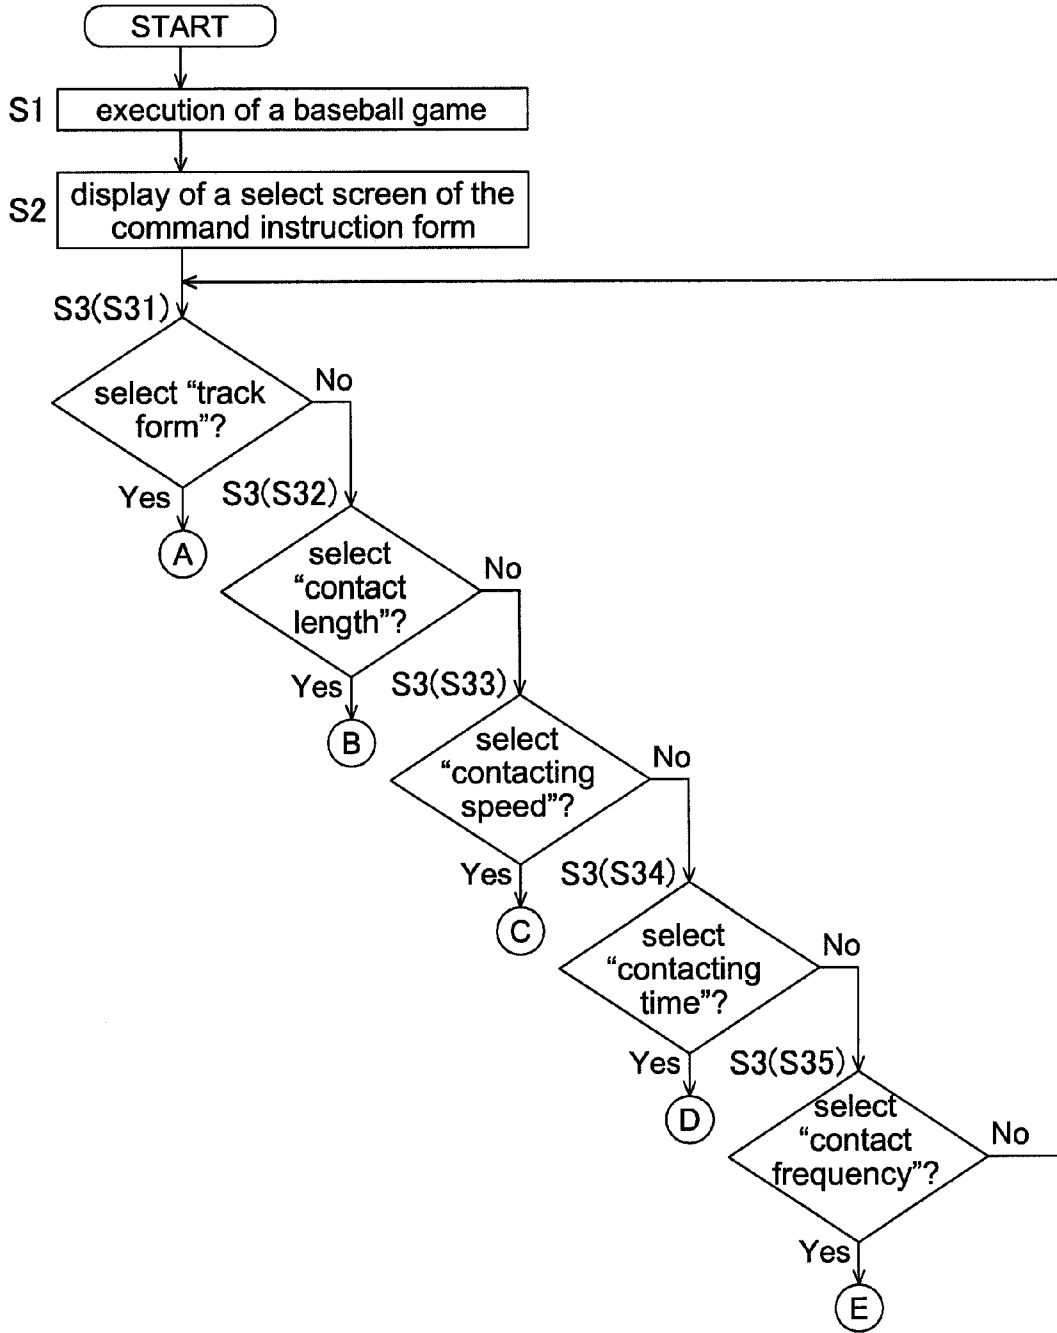 START
S1
execution of a baseball game
S2
display of a select screen of the
command instruction form
S3(S31)
select “track
form”?
No
Yes
A
S3(S32)
select
“contact
length”?
No
Yes
B
S3(S33)
select
“contacting
speed”?
No
Yes
C
S3(S34)
select
“contacting
time”?
No
Yes
D
S3(S35)
select
“contact
frequency”?
No
Yes
E